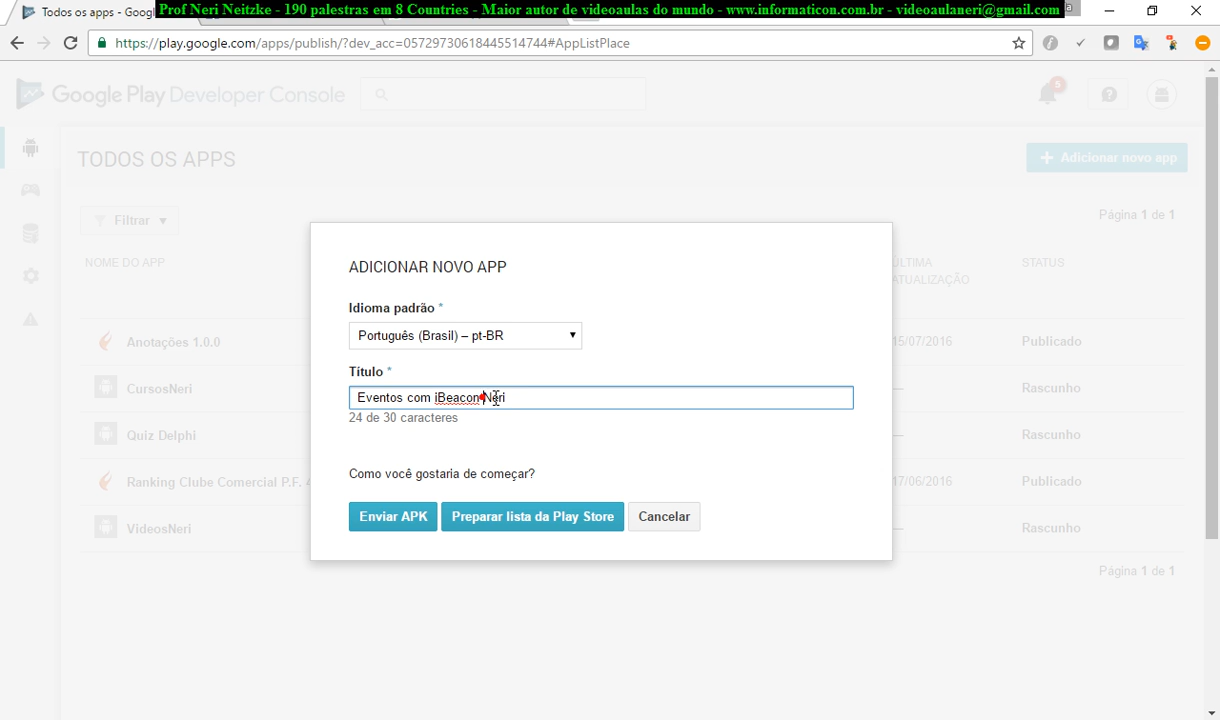 Todos os apps - Googl
Prof Neri Neitzke - 190 palestras em 8 Countries - Maior autor de videoaulas do mundo - www.informaticon.com.br - videoaulaneri@gmail.com
https://play.google.com/apps/publish/?dev_acc=05729730618445514744#AppListPlace
Google Play Developer Console
5
TODOS OS APPS
Adicionar novo app
Filtrar
Página 1 de 1
NOME DO APP
ÚLTIMA
ATUALIZAÇÃO
STATUS
Anotações 1.0.0
15/07/2016
Publicado
CursosNeri
Rascunho
Quiz Delphi
Rascunho
Ranking Clube Comercial P.F.
17/06/2016
Publicado
VideosNeri
Rascunho
Página 1 de 1
ADICIONAR NOVO APP
Idioma padrão *
Português (Brasil) – pt-BR
Título *
Eventos com iBeacon Neri
24 de 30 caracteres
Como você gostaria de começar?
Enviar APK
Preparar lista da Play Store
Cancelar